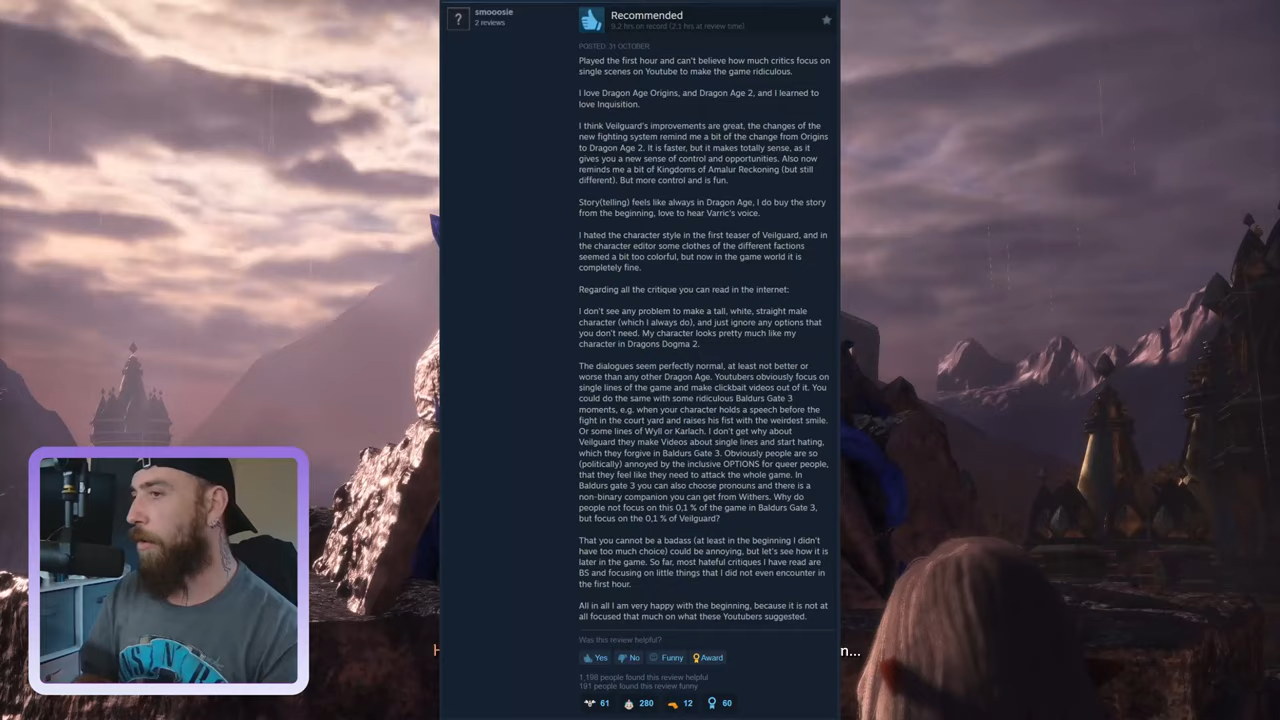 ?
smooosie
2 reviews
Recommended
9.2 hrs on record (2.1 hrs at review time)
POSTED: 31 OCTOBER
Played the first hour and can't believe how much critics focus on
single scenes on Youtube to make the game ridiculous.
I love Dragon Age Origins, and Dragon Age 2, and I learned to
love Inquisition.
I think Veilguard's improvements are great, the changes of the
new fighting system remind me a bit of the change from Origins
to Dragon Age 2. It is faster, but it makes totally sense, as it
gives you a new sense of control and opportunities. Also now
reminds me a bit of Kingdoms of Amalur Reckoning (but still
different). But more control and is fun.
Story(telling) feels like always in Dragon Age, I do buy the story
from the beginning, love to hear Varric's voice.
I hated the character style in the first teaser of Veilguard, and in
the character editor some clothes of the different factions
seemed a bit too colorful, but now in the game world it is
completely fine.
Regarding all the critique you can read in the internet:
I don't see any problem to make a tall, white, straight male
character (which I always do), and just ignore any options that
you don't need. My character looks pretty much like my
character in Dragons Dogma 2.
The dialogues seem perfectly normal, at least not better or
worse than any other Dragon Age. Youtubers obviously focus on
single lines of the game and make clickbait videos out of it. You
could do the same with some ridiculous Baldurs Gate 3
moments, e.g. when your character holds a speech before the
fight in the court yard and raises his fist with the weirdest smile.
Or some lines of Wyll or Karlach. I don't get why about
Veilguard they make Videos about single lines and start hating,
which they forgive in Baldurs Gate 3. Obviously people are so
(politically) annoyed by the inclusive OPTIONS for queer people,
that they feel like they need to attack the whole game. In
Baldurs gate 3 you can also choose pronouns and there is a
non-binary companion you can get from Withers. Why do
people not focus on this 0,1 % of the game in Baldurs Gate 3,
but focus on the 0,1 % of Veilguard?
That you cannot be a badass (at least in the beginning I didn't
have too much choice) could be annoying, but let's see how it is
later in the game. So far, most hateful critiques I have read are
BS and focusing on little things that I did not even encounter in
the first hour.
All in all I am very happy with the beginning, because it is not at
all focused that much on what these Youtubers suggested.
Was this review helpful?
Yes No Funny Award
1,198 people found this review helpful
191 people found this review funny
61 280 12 60
n...